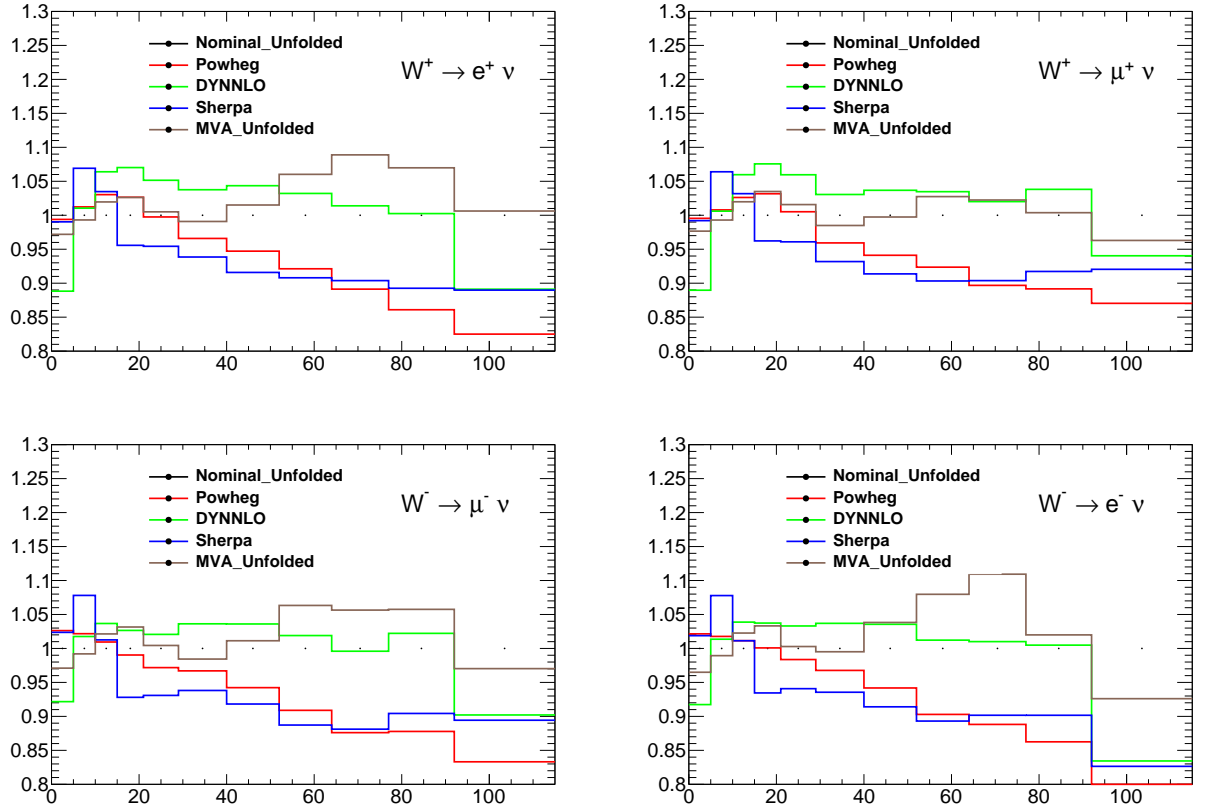 1.3
1.25
1.2
1.15
1.1
1.05
1
0.95
0.9
0.85
0.8
0 20 40 60 80 100
Nominal_Unfolded
Powheg
DYNNLO
Sherpa
MVA_Unfolded
W⁺ → e⁺ ν
1.3
1.25
1.2
1.15
1.1
1.05
1
0.95
0.9
0.85
0.8
0 20 40 60 80 100
Nominal_Unfolded
Powheg
DYNNLO
Sherpa
MVA_Unfolded
W⁺ → μ⁺ ν
1.3
1.25
1.2
1.15
1.1
1.05
1
0.95
0.9
0.85
0.8
0 20 40 60 80 100
Nominal_Unfolded
Powheg
DYNNLO
Sherpa
MVA_Unfolded
W⁻ → μ⁻ ν
1.3
1.25
1.2
1.15
1.1
1.05
1
0.95
0.9
0.85
0.8
0 20 40 60 80 100
Nominal_Unfolded
Powheg
DYNNLO
Sherpa
MVA_Unfolded
W⁻ → e⁻ ν